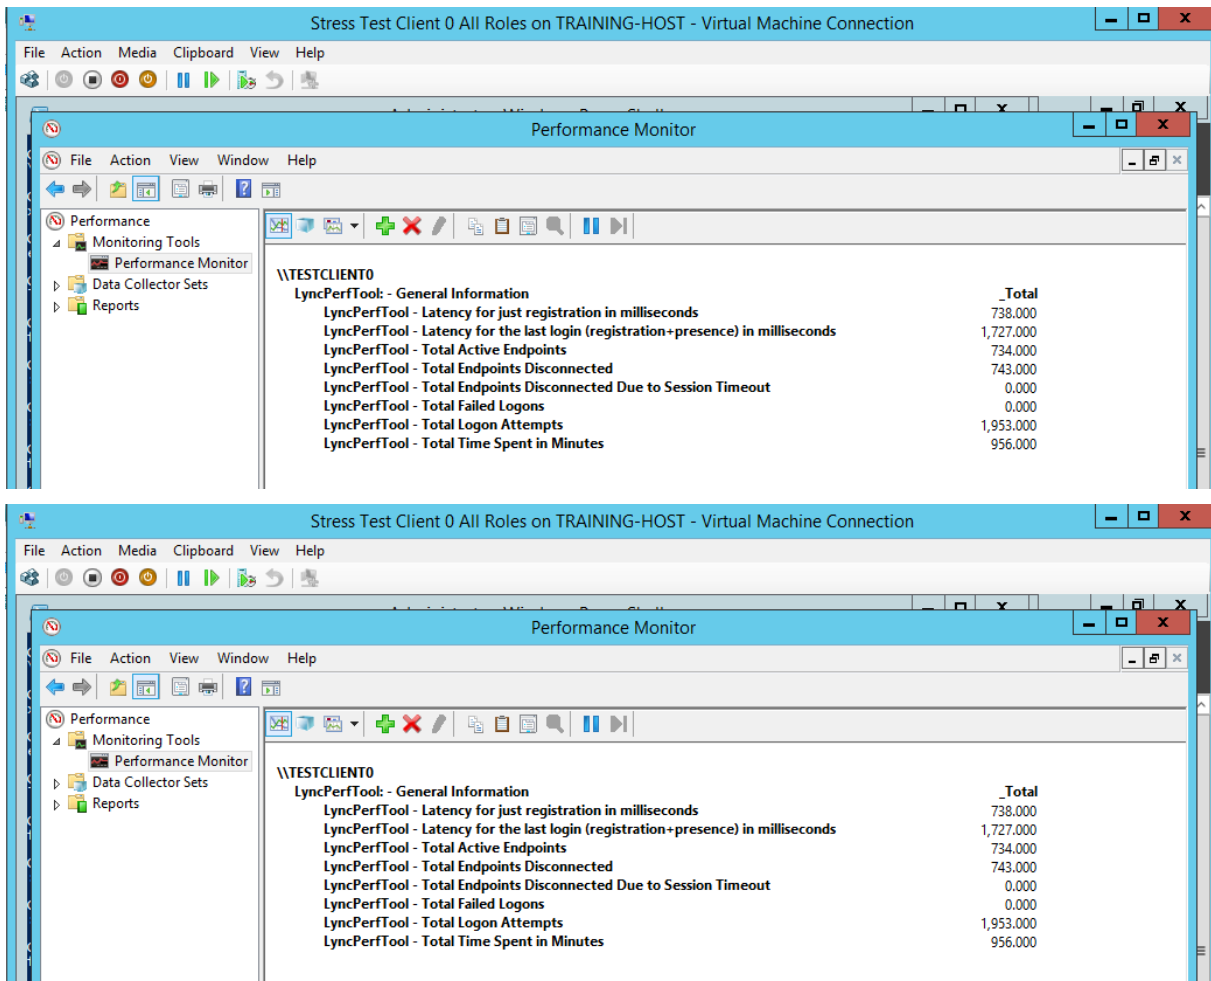 Stress Test Client 0 All Roles on TRAINING-HOST - Virtual Machine Connection
File Action Media Clipboard View Help
Performance Monitor
File Action View Window Help
Performance
Monitoring Tools
Performance Monitor
Data Collector Sets
Reports
\\TESTCLIENT0
LyncPerfTool: - General Information _Total
LyncPerfTool - Latency for just registration in milliseconds 738.000
LyncPerfTool - Latency for the last login (registration+presence) in milliseconds 1,727.000
LyncPerfTool - Total Active Endpoints 734.000
LyncPerfTool - Total Endpoints Disconnected 743.000
LyncPerfTool - Total Endpoints Disconnected Due to Session Timeout 0.000
LyncPerfTool - Total Failed Logons 0.000
LyncPerfTool - Total Logon Attempts 1,953.000
LyncPerfTool - Total Time Spent in Minutes 956.000
Stress Test Client 0 All Roles on TRAINING-HOST - Virtual Machine Connection
File Action Media Clipboard View Help
Performance Monitor
File Action View Window Help
Performance
Monitoring Tools
Performance Monitor
Data Collector Sets
Reports
\\TESTCLIENT0
LyncPerfTool: - General Information _Total
LyncPerfTool - Latency for just registration in milliseconds 738.000
LyncPerfTool - Latency for the last login (registration+presence) in milliseconds 1,727.000
LyncPerfTool - Total Active Endpoints 734.000
LyncPerfTool - Total Endpoints Disconnected 743.000
LyncPerfTool - Total Endpoints Disconnected Due to Session Timeout 0.000
LyncPerfTool - Total Failed Logons 0.000
LyncPerfTool - Total Logon Attempts 1,953.000
LyncPerfTool - Total Time Spent in Minutes 956.000